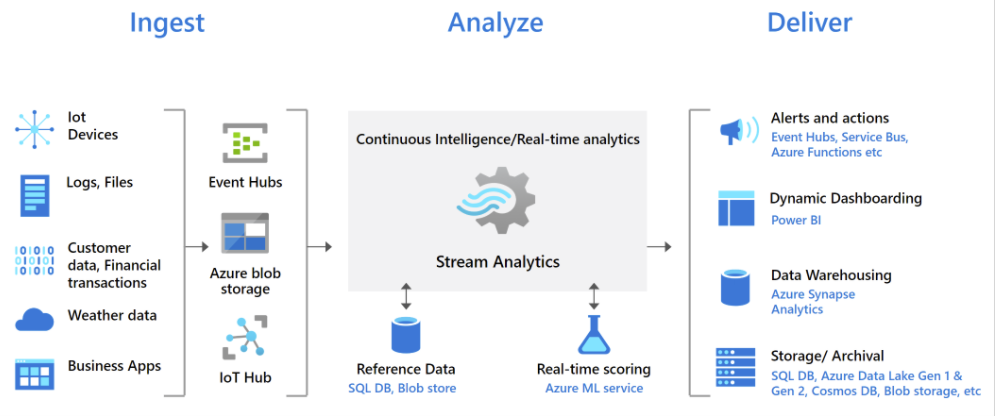 Ingest
Analyze
Deliver
Iot
Devices
Logs, Files
Customer
data, Financial
transactions
Weather data
Business Apps
Event Hubs
Azure blob
storage
IoT Hub
Continuous Intelligence/Real-time analytics
Stream Analytics
Reference Data
SQL DB, Blob store
Real-time scoring
Azure ML service
Alerts and actions
Event Hubs, Service Bus,
Azure Functions etc
Dynamic Dashboarding
Power BI
Data Warehousing
Azure Synapse
Analytics
Storage/ Archival
SQL DB, Azure Data Lake Gen 1 &
Gen 2, Cosmos DB, Blob storage, etc